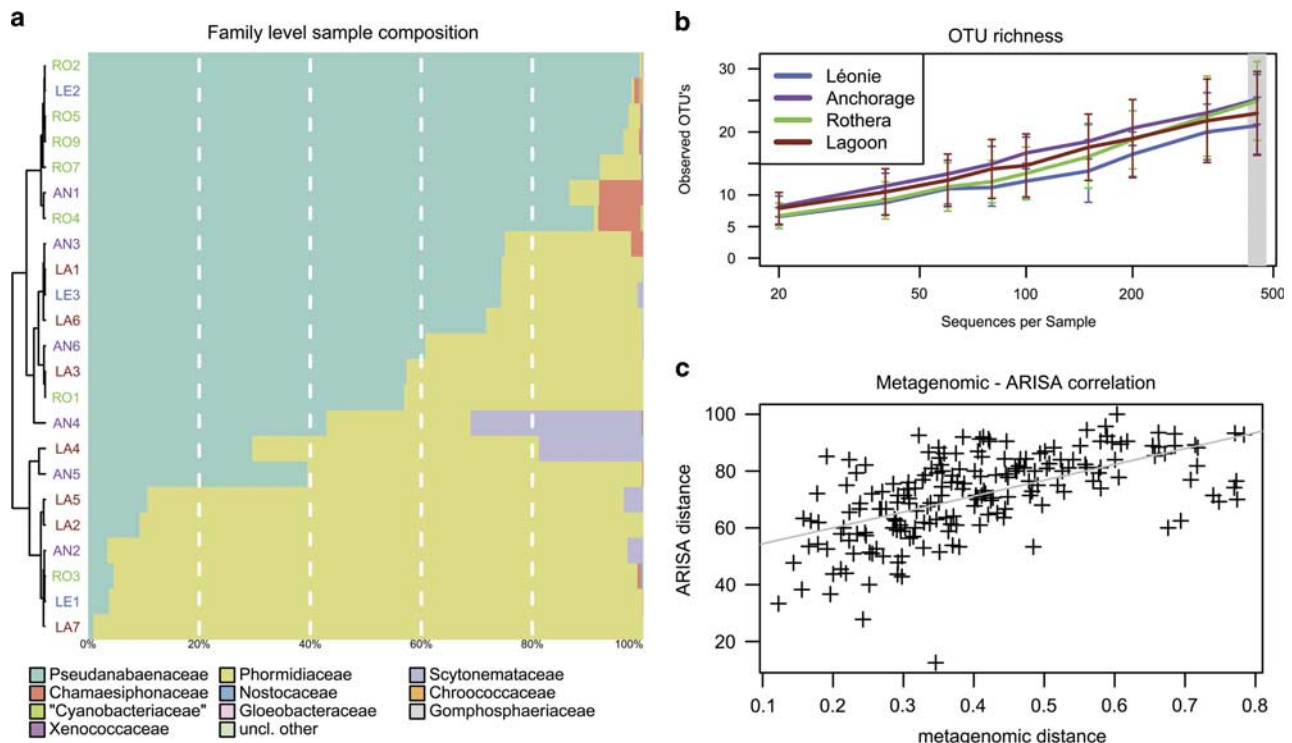 a
Family level sample composition
RO2
LE2
RO5
RO9
RO7
AN1
RO4
AN3
LA1
LE3
LA6
AN6
LA3
RO1
AN4
LA4
AN5
LA5
LA2
AN2
RO3
LE1
LA7
0% 20% 40% 60% 80% 100%
Pseudanabaenaceae Phormidiaceae Scytonemataceae
Chamaesiphonaceae Nostocaceae Chroococcaceae
"Cyanobacteriaceae" Gloeobacteraceae Gomphosphaeriaceae
Xenococcaceae uncl. other
b
OTU richness
Observed OTU's
30
20
10
5
0
Léonie
Anchorage
Rothera
Lagoon
20 50 100 200 500
Sequences per Sample
c
Metagenomic - ARISA correlation
ARISA distance
100
80
60
40
20
0.1 0.2 0.3 0.4 0.5 0.6 0.7 0.8
metagenomic distance